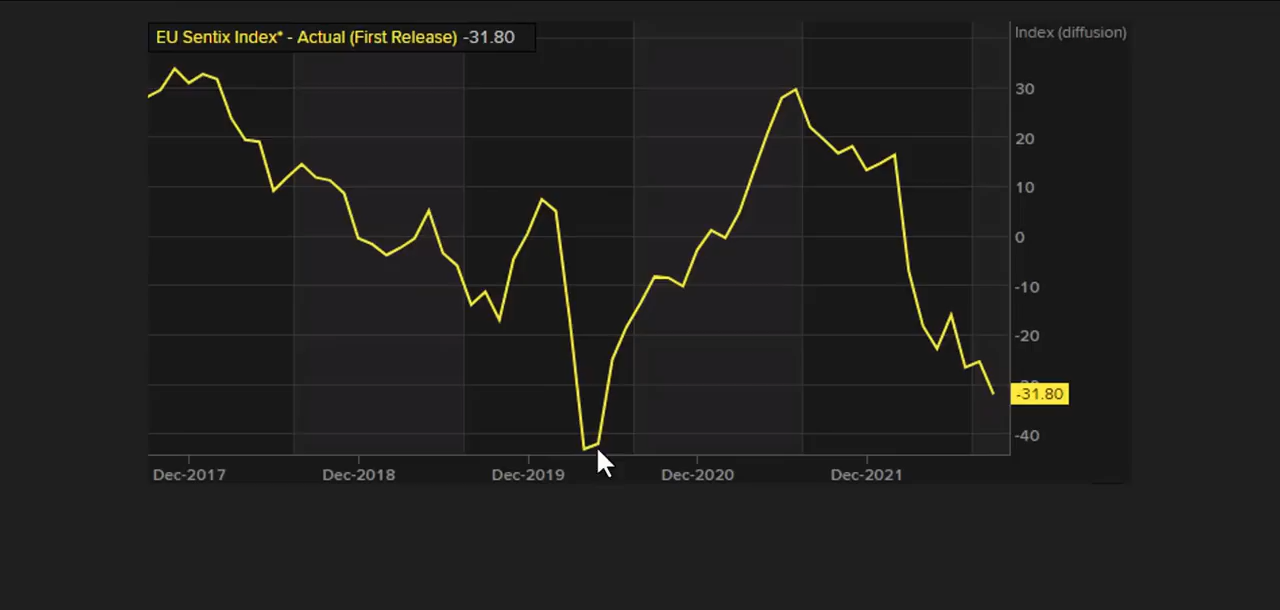 EU Sentix Index* - Actual (First Release) -31.80
Index (diffusion)
30
20
10
0
-10
-20
-31.80
-40
Dec-2017 Dec-2018 Dec-2019 Dec-2020 Dec-2021